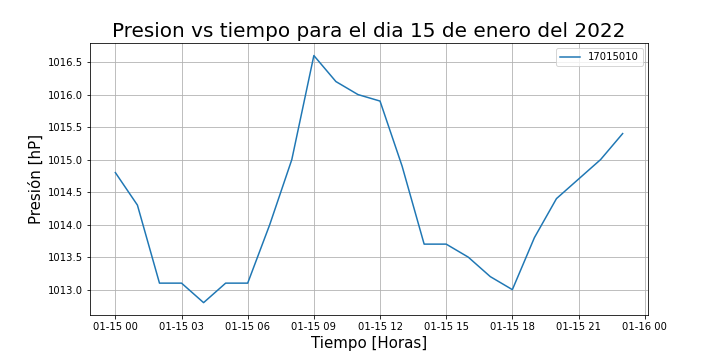 Presion vs tiempo para el dia 15 de enero del 2022
17015010
1016.5
1016.0
1015.5
1015.0
1014.5
1014.0
1013.5
1013.0
Presión [hP]
01-15 00 01-15 03 01-15 06 01-15 09 01-15 12 01-15 15 01-15 18 01-15 21 01-16 00
Tiempo [Horas]